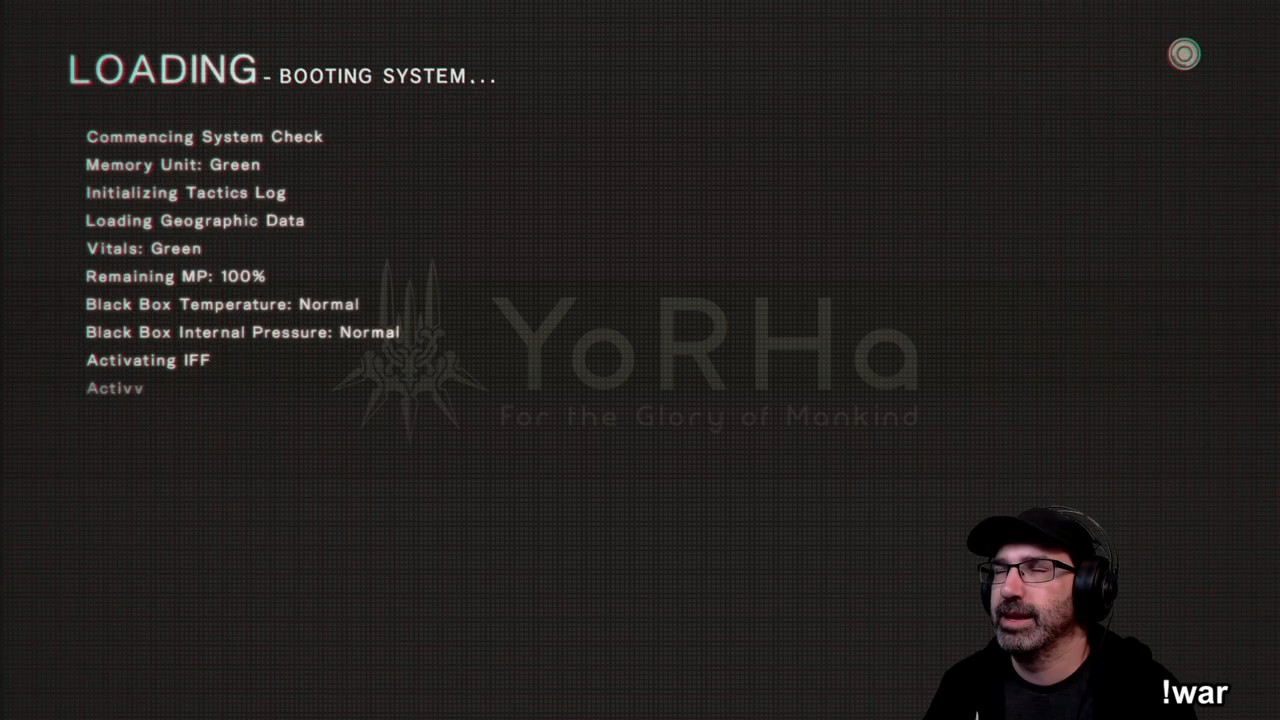 LOADING - BOOTING SYSTEM...
Commencing System Check
Memory Unit: Green
Initializing Tactics Log
Loading Geographic Data
Vitals: Green
Remaining MP: 100%
Black Box Temperature: Normal
Black Box Internal Pressure: Normal
Activating IFF
Activv
YoRHa
For the Glory of Mankind
!war